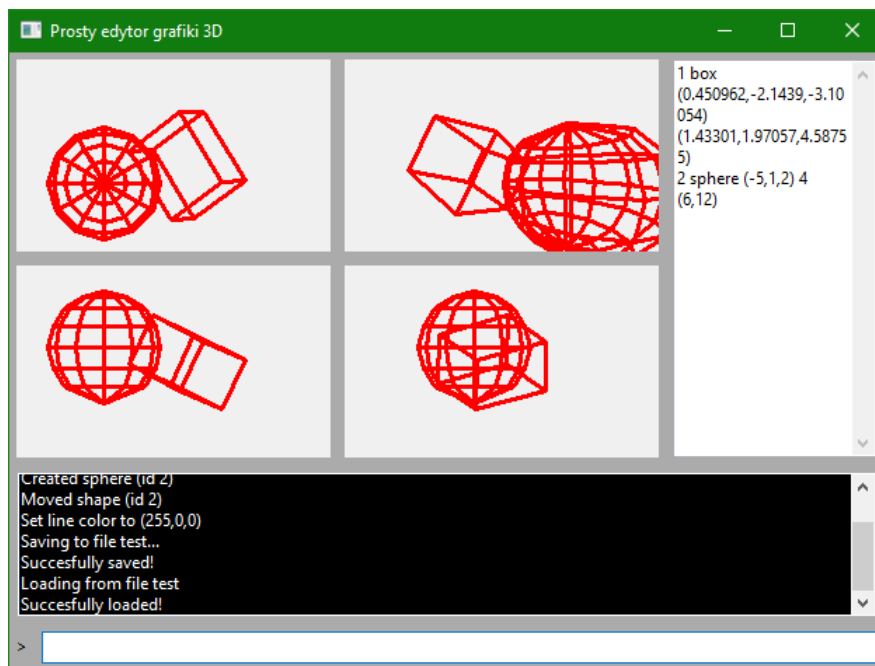 Prosty edytor grafiki 3D
1 box
(0.450962,-2.1439,-3.10
054)
(1.43301,1.97057,4.5875
5)
2 sphere (-5,1,2) 4
(6,12)
Created sphere (id 2)
Moved shape (id 2)
Set line color to (255,0,0)
Saving to file test...
Succesfully saved!
Loading from file test
Succesfully loaded!
>